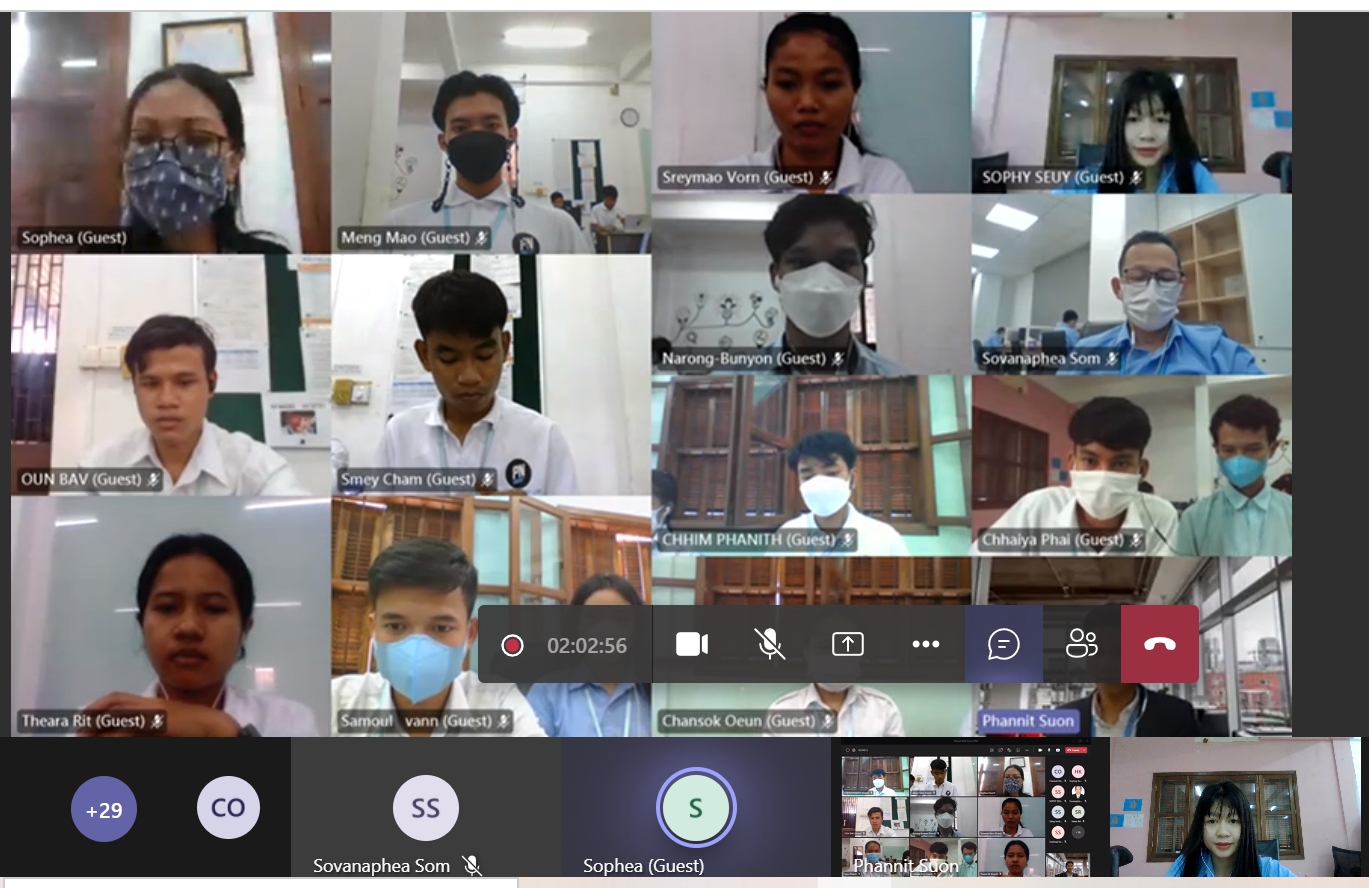 Sophea (Guest)
Meng Mao (Guest)
Sreymao Vorn (Guest)
SOPHY SEUY (Guest)
Narong-Bunyon (Guest)
Sovanaphea Som
OUN BAV (Guest)
Smey Cham (Guest)
CHHIM PHANITH (Guest)
Chhaiya Phai (Guest)
02:02:56
Theara Rit (Guest)
Samoul vann (Guest)
Chansok Oeun (Guest)
Phannit Suon
+29
CO
SS
S
Sovanaphea Som
Sophea (Guest)
Phannit Suon